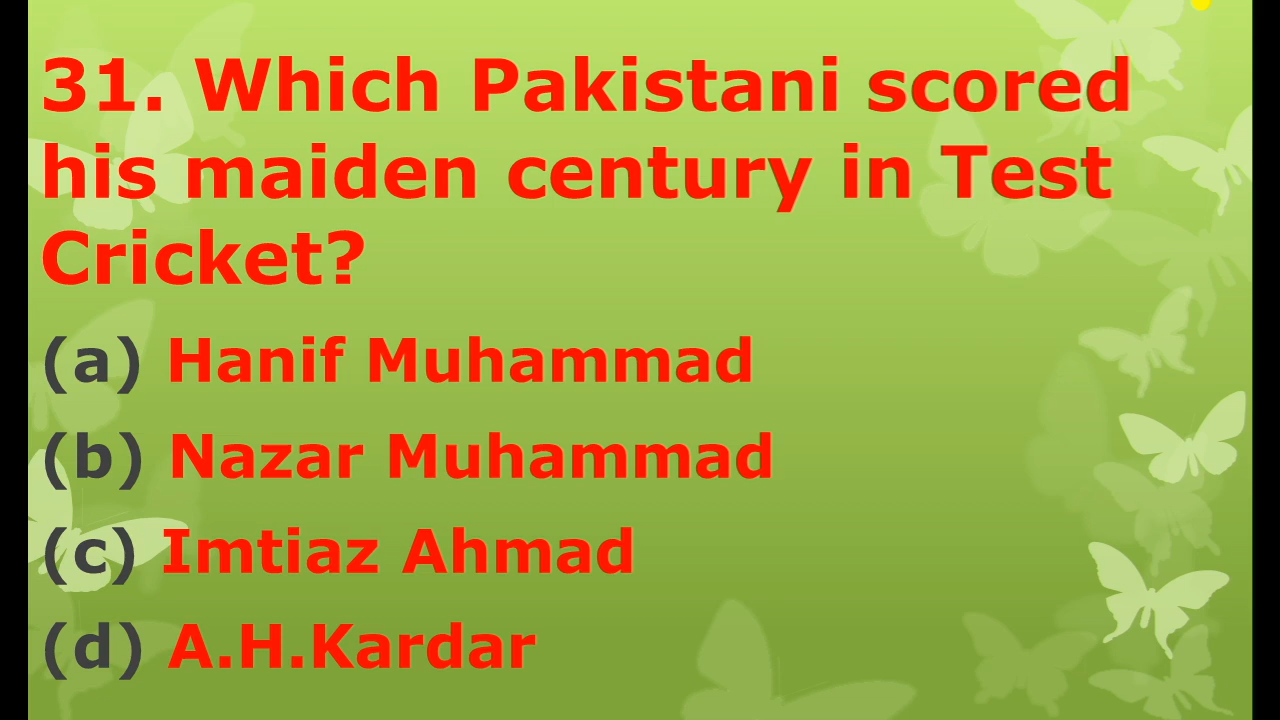 31. Which Pakistani scored
his maiden century in Test
Cricket?
(a) Hanif Muhammad
(b) Nazar Muhammad
(c) Imtiaz Ahmad
(d) A.H.Kardar